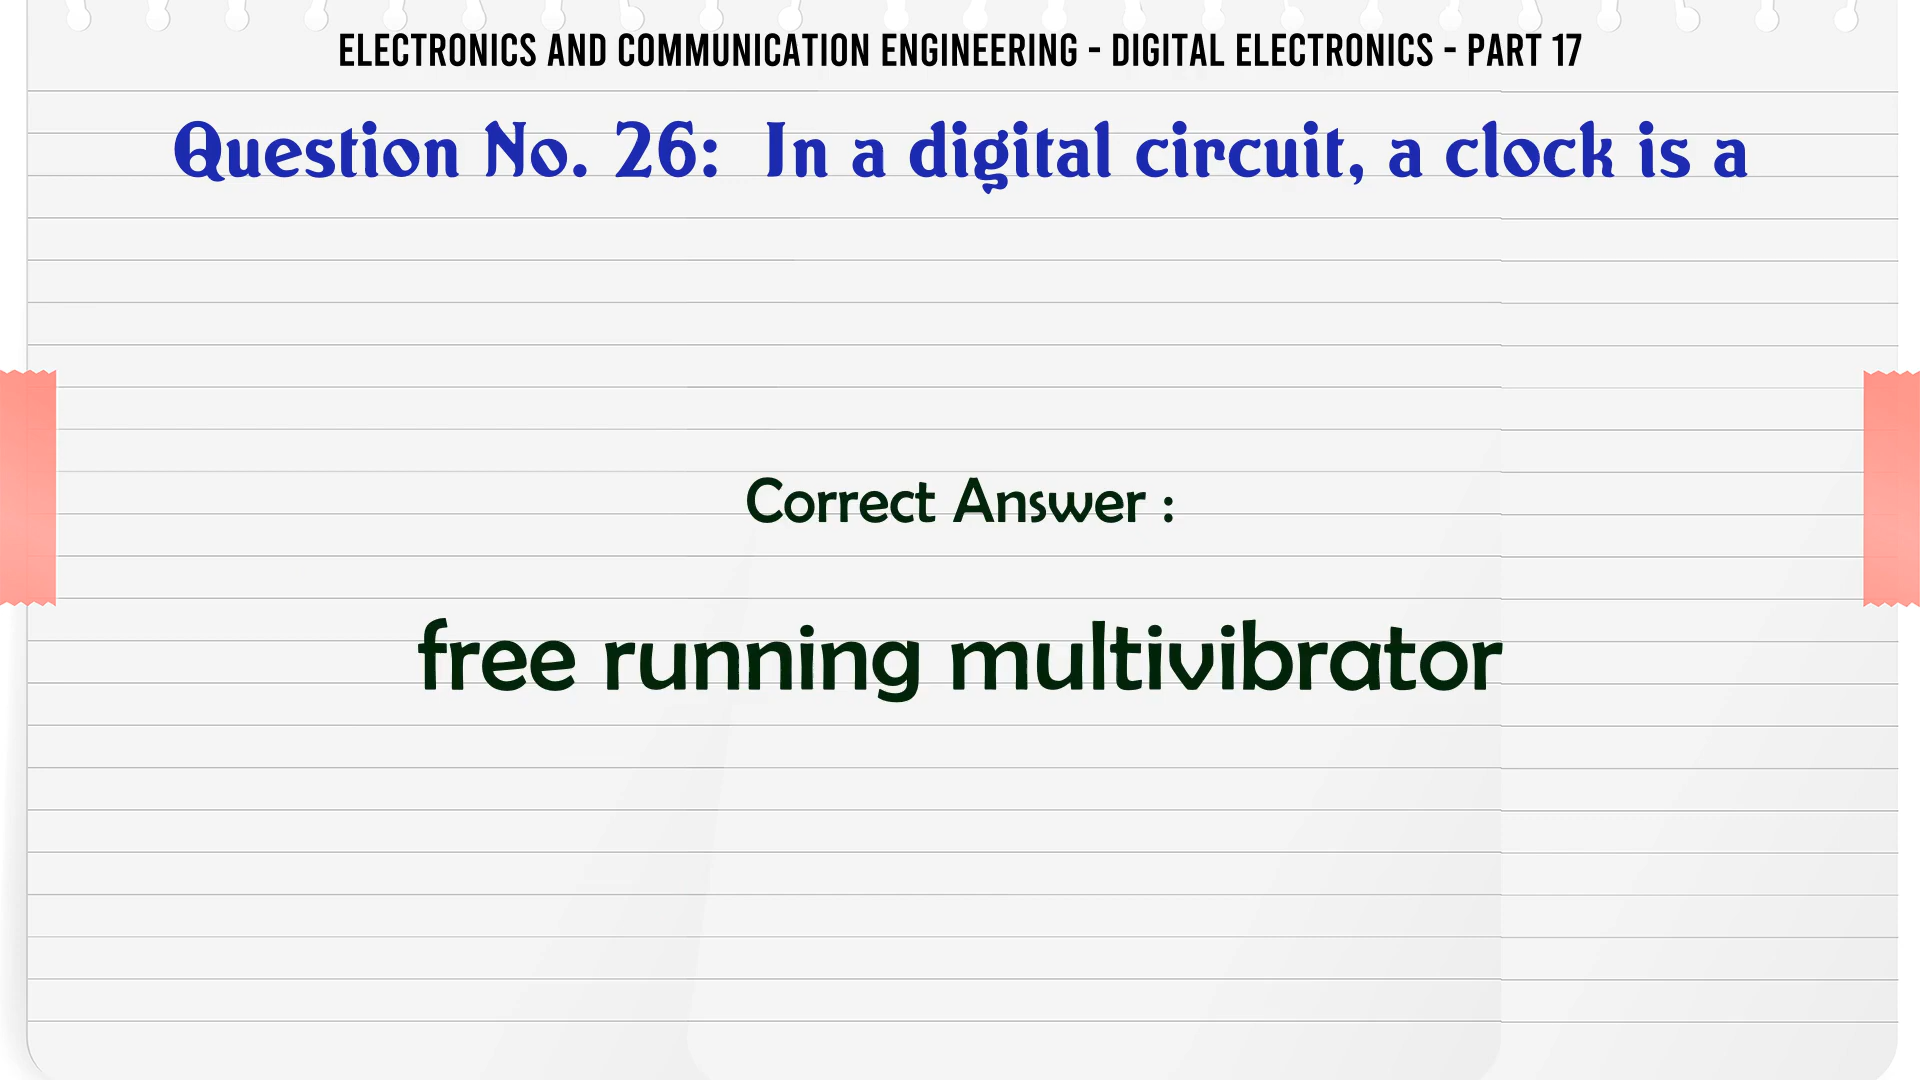 ELECTRONICS AND COMMUNICATION ENGINEERING - DIGITAL ELECTRONICS - PART 17
Question No. 26: In a digital circuit, a clock is a
Correct Answer :
free running multivibrator